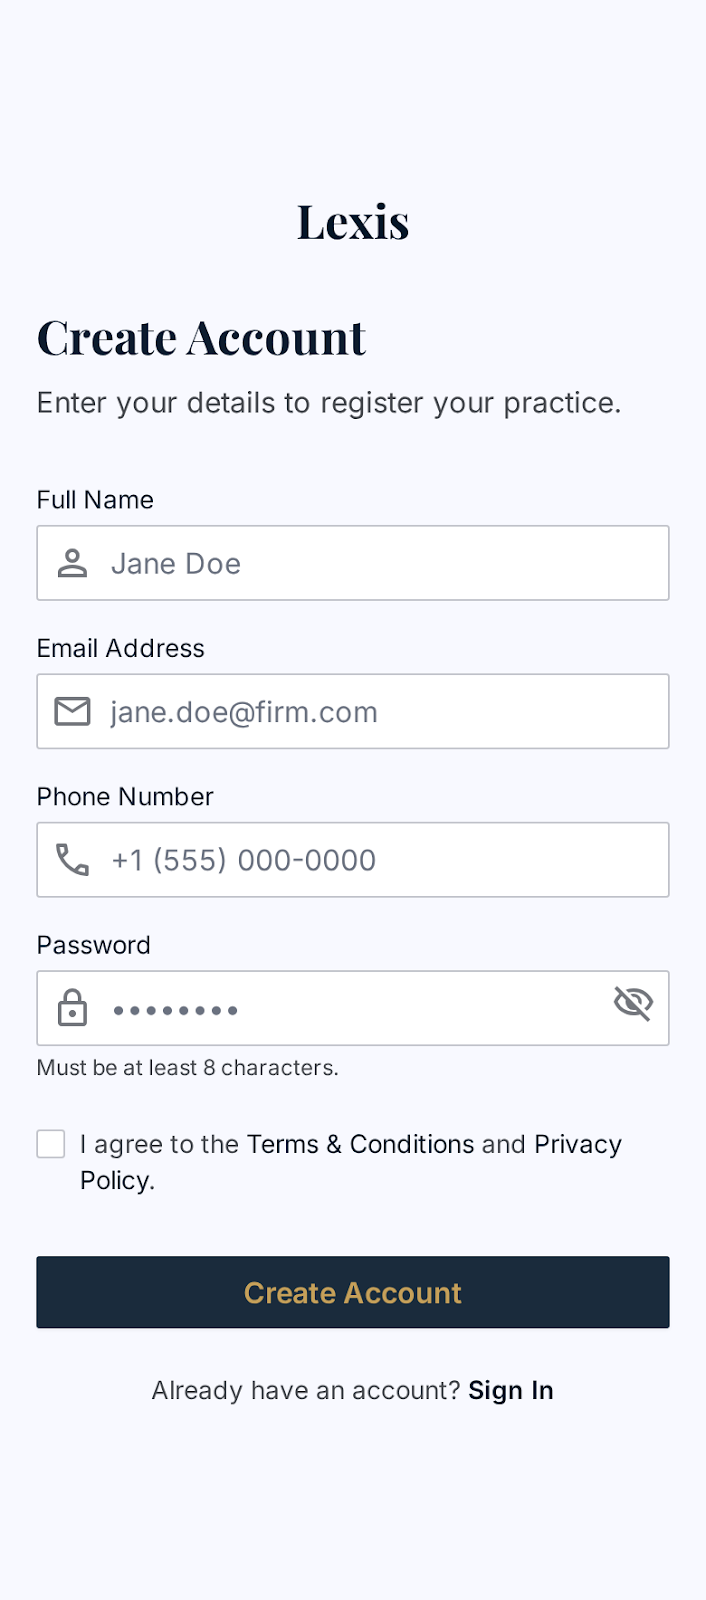 Lexis
Create Account
Enter your details to register your practice.
Full Name
Jane Doe
Email Address
jane.doe@firm.com
Phone Number
+1 (555) 000-0000
Password
••••••••
Must be at least 8 characters.
I agree to the Terms & Conditions and Privacy
Policy.
Create Account
Already have an account? Sign In